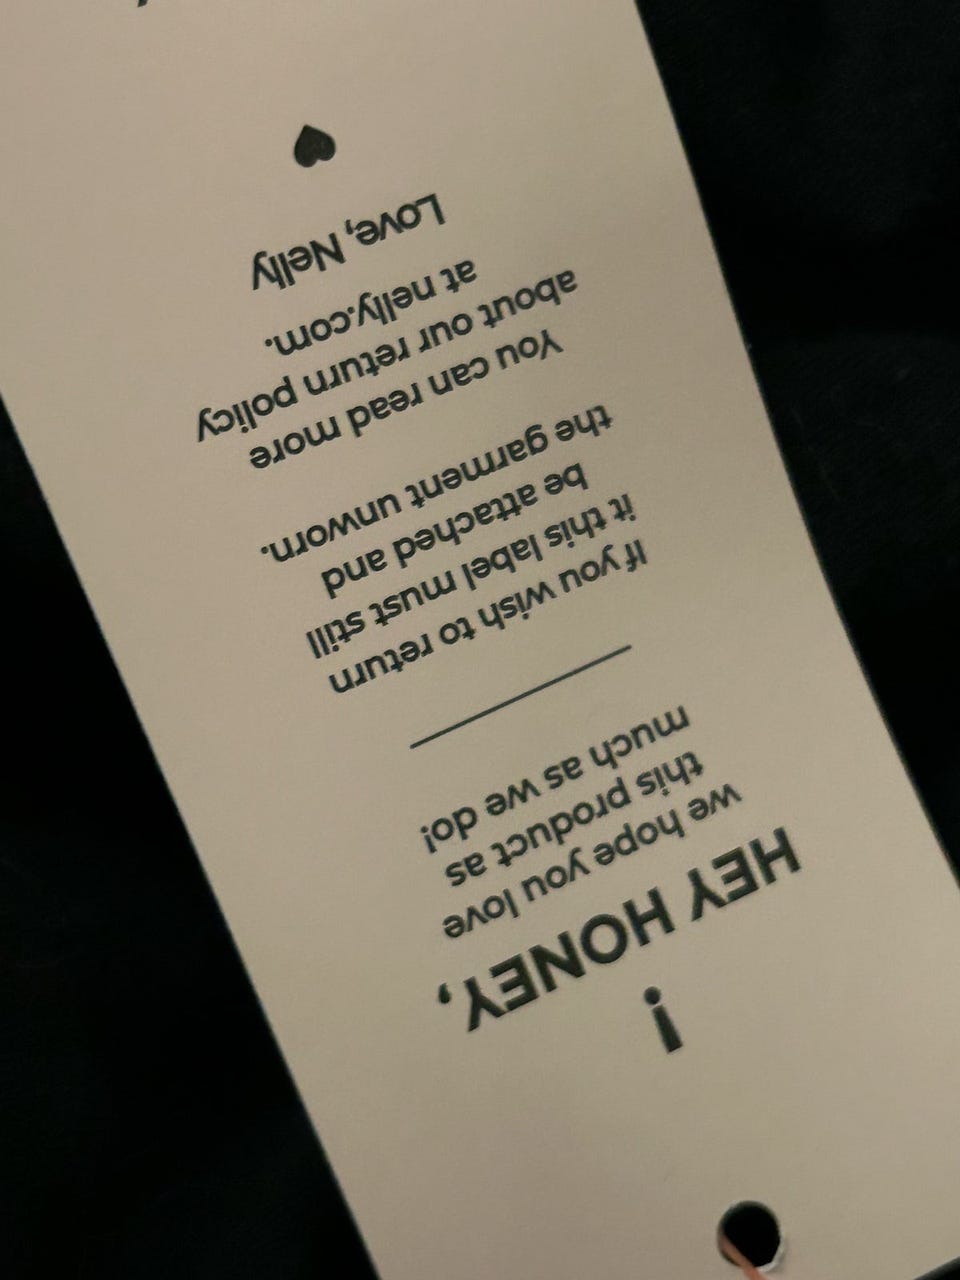 !
HEY HONEY,
we hope you love
this product as
much as we do!
If you wish to return
it this label must still
be attached and
the garment unworn.
You can read more
about our return policy
at nelly.com.
Love, Nelly
♥